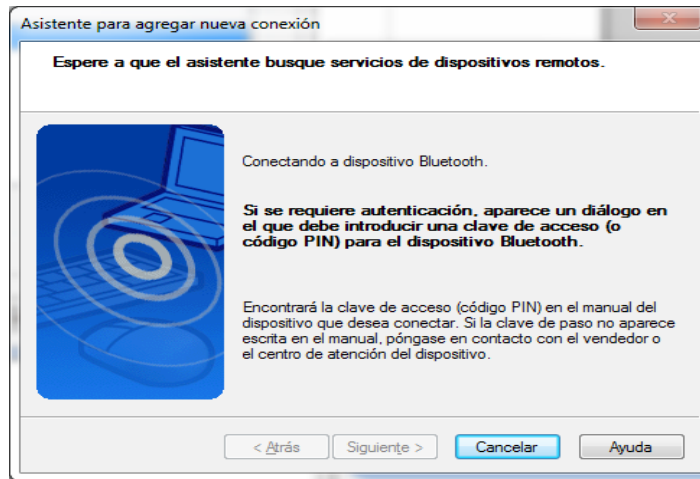 Asistente para agregar nueva conexión
Espere a que el asistente busque servicios de dispositivos remotos.
Conectando a dispositivo Bluetooth.
Si se requiere autenticación, aparece un diálogo en
el que debe introducir una clave de acceso (o
código PIN) para el dispositivo Bluetooth.
Encontrará la clave de acceso (código PIN) en el manual del
dispositivo que desea conectar. Si la clave de paso no aparece
escrita en el manual, póngase en contacto con el vendedor o
el centro de atención del dispositivo.
< Atrás Siguiente > Cancelar Ayuda